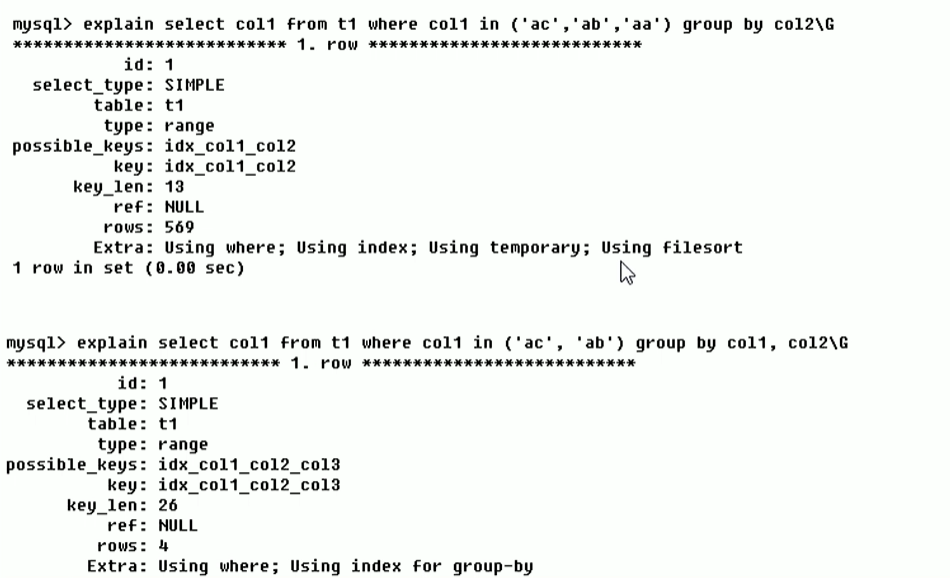 mysql> explain select col1 from t1 where col1 in ('ac','ab','aa') group by col2\G
*************************** 1. row ***************************
id: 1
select_type: SIMPLE
table: t1
type: range
possible_keys: idx_col1_col2
key: idx_col1_col2
key_len: 13
ref: NULL
rows: 569
Extra: Using where; Using index; Using temporary; Using filesort
1 row in set (0.00 sec)
mysql> explain select col1 from t1 where col1 in ('ac', 'ab') group by col1, col2\G
*************************** 1. row ***************************
id: 1
select_type: SIMPLE
table: t1
type: range
possible_keys: idx_col1_col2_col3
key: idx_col1_col2_col3
key_len: 26
ref: NULL
rows: 4
Extra: Using where; Using index for group-by